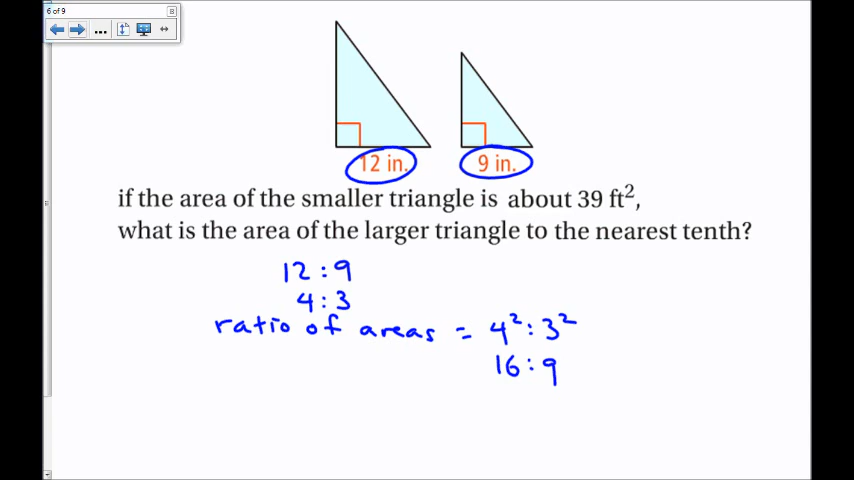 6 of 9
12 in.
9 in.
if the area of the smaller triangle is about 39 ft²,
what is the area of the larger triangle to the nearest tenth?
12 : 9
4 : 3
ratio of areas = 4² : 3²
16 : 9